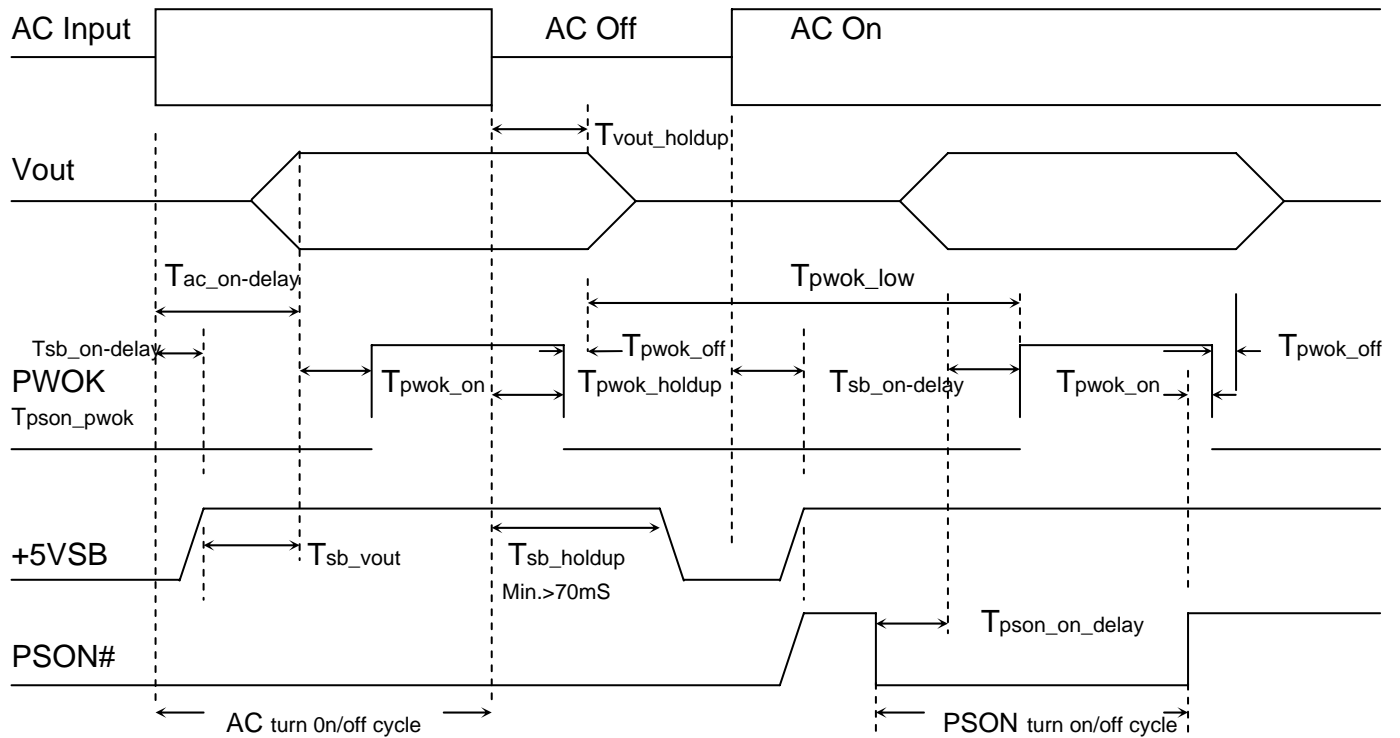 AC Input
AC Off
AC On
Tvout_holdup
Vout
Tac_on-delay
Tpwok_low
Tsb_on-delay
Tpwok_off
Tpwok_off
PWOK
Tpwok_on
Tpwok_holdup
Tsb_on-delay
Tpwok_on
Tpson_pwok
+5VSB
Tsb_vout
Tsb_holdup
Min.>70mS
Tpson_on_delay
PSON#
AC turn 0n/off cycle
PSON turn on/off cycle